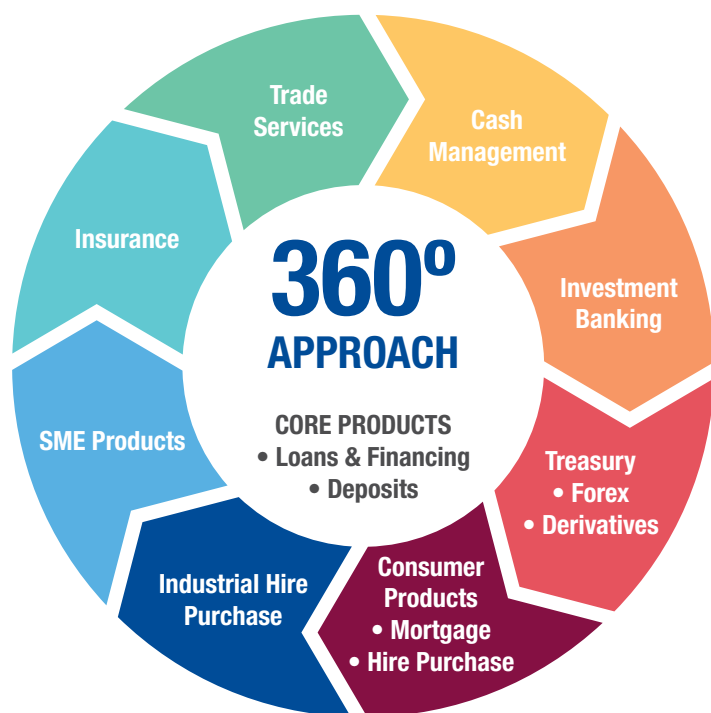 Trade
Services
Cash
Management
Investment
Banking
Treasury
• Forex
• Derivatives
Consumer
Products
• Mortgage
• Hire Purchase
Industrial Hire
Purchase
SME Products
Insurance
360º
APPROACH
CORE PRODUCTS
• Loans & Financing
• Deposits